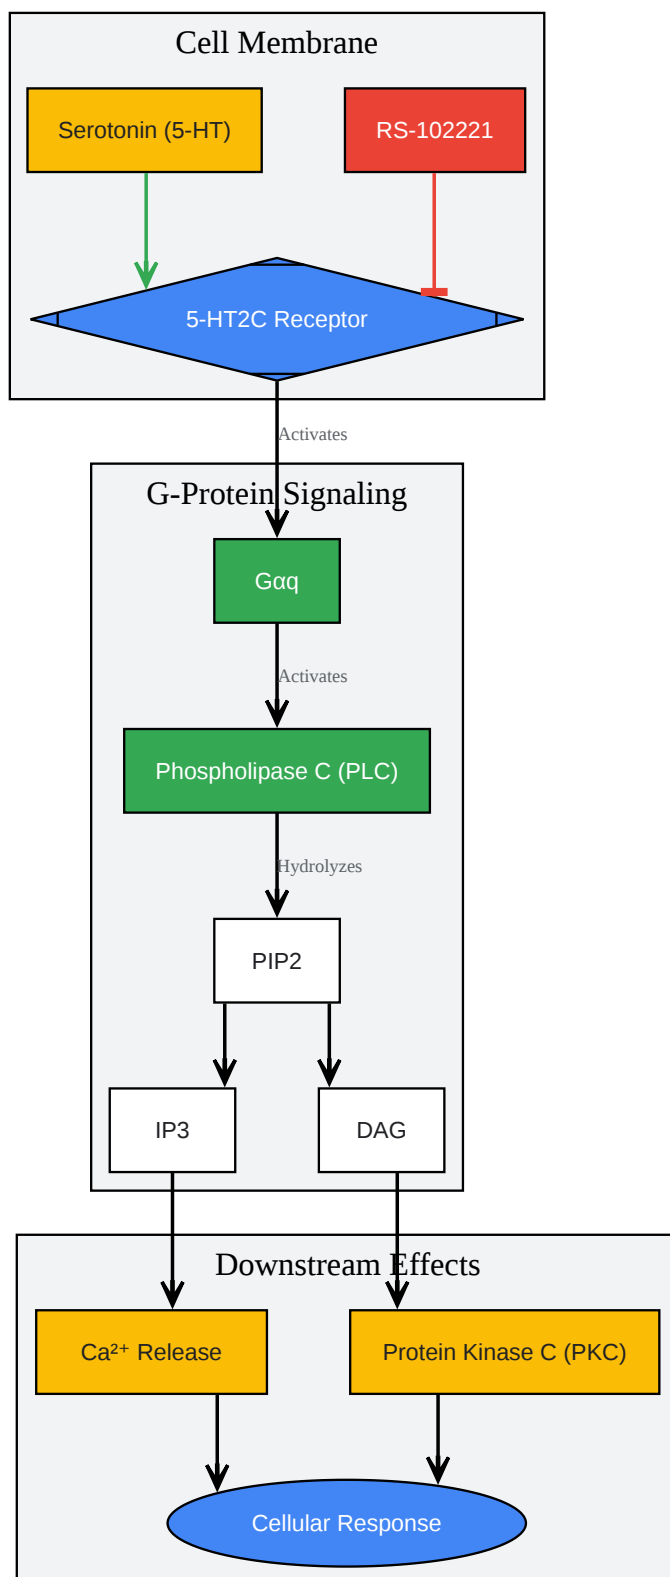 Cell Membrane
Serotonin (5-HT)
RS-102221
5-HT2C Receptor
Activates
G-Protein Signaling
Gαq
Activates
Phospholipase C (PLC)
Hydrolyzes
PIP2
IP3
DAG
Downstream Effects
Ca²⁺ Release
Protein Kinase C (PKC)
Cellular Response